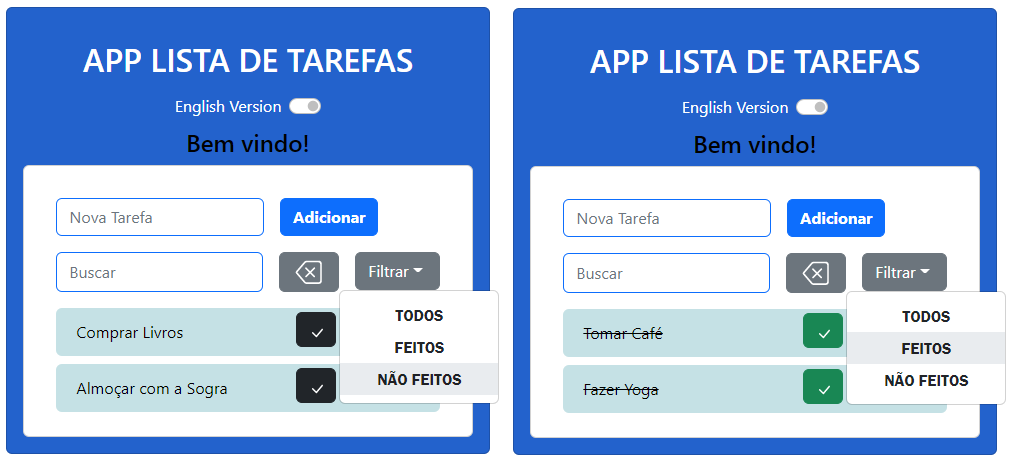 APP LISTA DE TAREFAS
English Version
Bem vindo!
Nova Tarefa
Adicionar
Buscar
Filtrar
TODOS
FEITOS
NÃO FEITOS
Comprar Livros
Almoçar com a Sogra
APP LISTA DE TAREFAS
English Version
Bem vindo!
Nova Tarefa
Adicionar
Buscar
Filtrar
TODOS
FEITOS
NÃO FEITOS
Tomar Café
Fazer Yoga